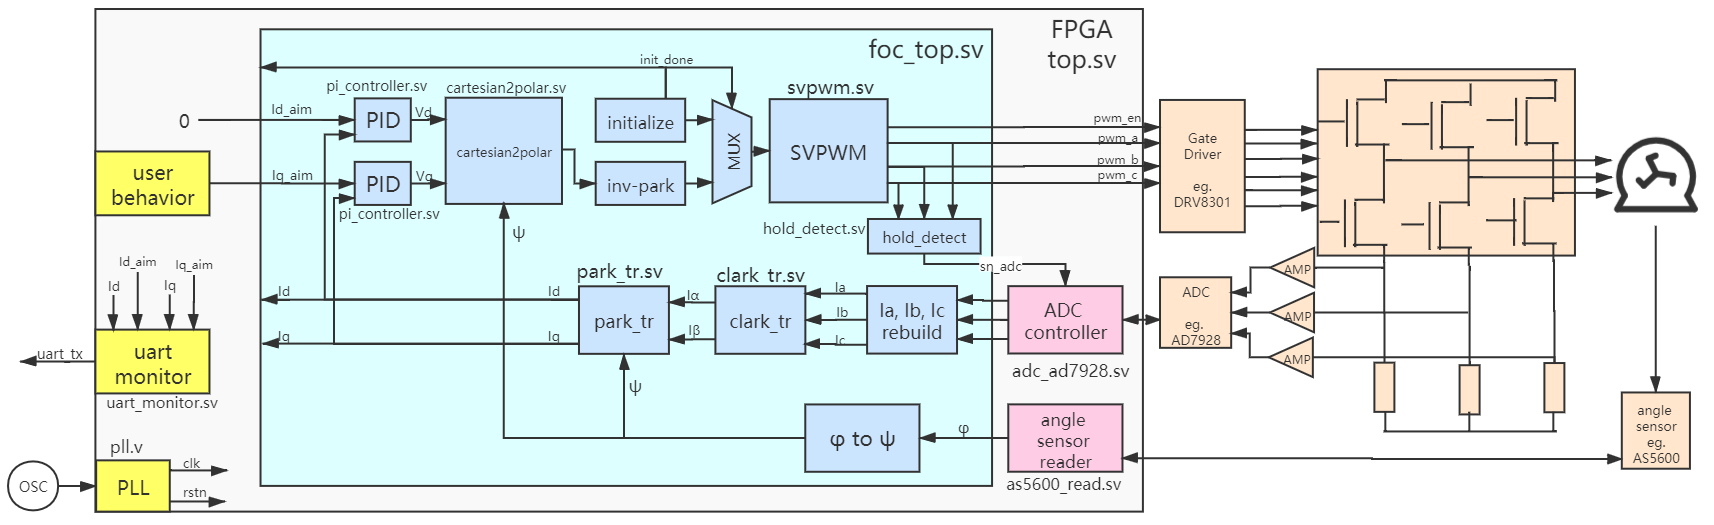 FPGA
top.sv
foc_top.sv
init_done
pi_controller.sv
cartesian2polar.sv
svpwm.sv
0
Id_aim
PID
Vd
cartesian2polar
initialize
MUX
SVPWM
pwm_en
pwm_a
pwm_b
pwm_c
Gate
Driver
eg.
DRV8301
user
behavior
Iq_aim
PID
Vq
inv-park
pi_controller.sv
ψ
hold_detect.sv
hold_detect
sn_adc
Id_aim
Iq_aim
Id
Iq
park_tr.sv
clark_tr.sv
Id
Iq
Id
Iq
park_tr
Iα
Iβ
clark_tr
Ia
Ib
Ic
Ia, Ib, Ic
rebuild
ADC
controller
adc_ad7928.sv
ADC
eg.
AD7928
AMP
AMP
AMP
uart_tx
uart
monitor
uart_monitor.sv
ψ
φ to ψ
φ
angle
sensor
reader
as5600_read.sv
angle
sensor
eg.
AS5600
pll.v
OSC
PLL
clk
rstn